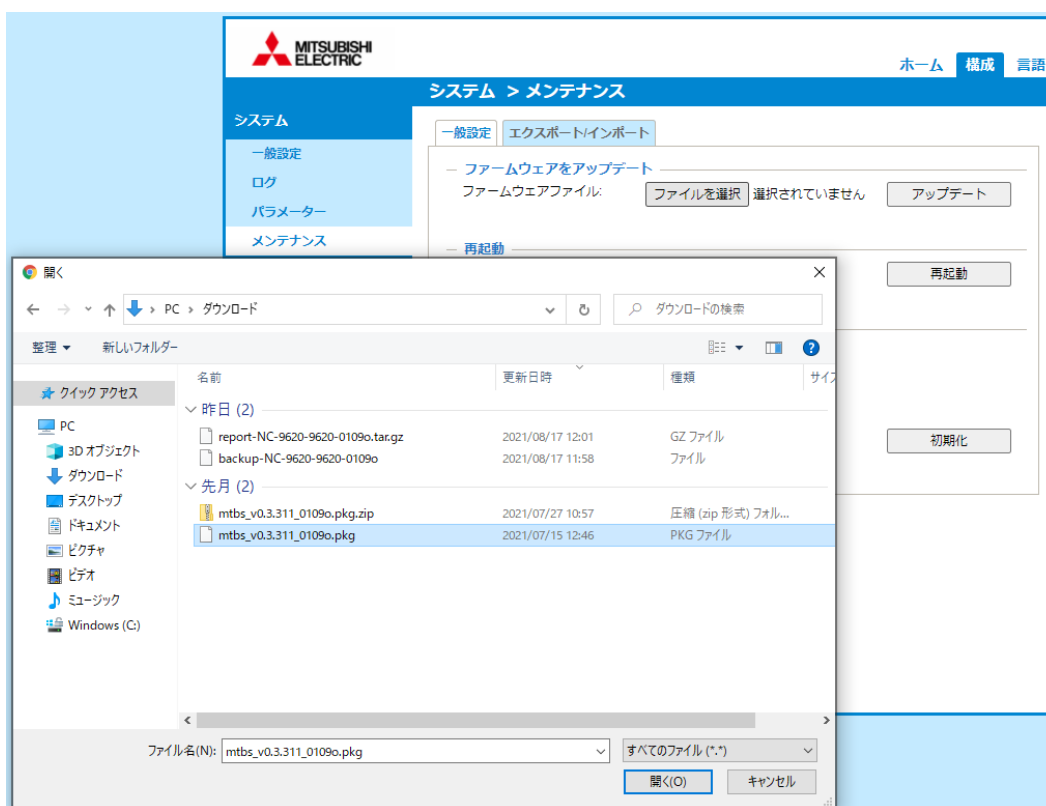 MITSUBISHI
ELECTRIC
ホーム 構成 言語
システム > メンテナンス
システム
一般設定
ログ
パラメーター
メンテナンス
一般設定 エクスポート/インポート
ファームウェアをアップデート
ファームウェアファイル: ファイルを選択 選択されていません アップデート
再起動
再起動
初期化
開く
PC › ダウンロード
ダウンロードの検索
整理 新しいフォルダー
クイック アクセス
PC
3D オブジェクト
ダウンロード
デスクトップ
ドキュメント
ピクチャ
ビデオ
ミュージック
Windows (C:)
名前 更新日時 種類 サイズ
昨日 (2)
report-NC-9620-9620-0109o.tar.gz 2021/08/17 12:01 GZ ファイル
backup-NC-9620-9620-0109o 2021/08/17 11:58 ファイル
先月 (2)
mtbs_v0.3.311_0109o.pkg.zip 2021/07/27 10:57 圧縮 (zip 形式) フォル...
mtbs_v0.3.311_0109o.pkg 2021/07/15 12:46 PKG ファイル
ファイル名(N): mtbs_v0.3.311_0109o.pkg すべてのファイル (*.*)
開く(O) キャンセル